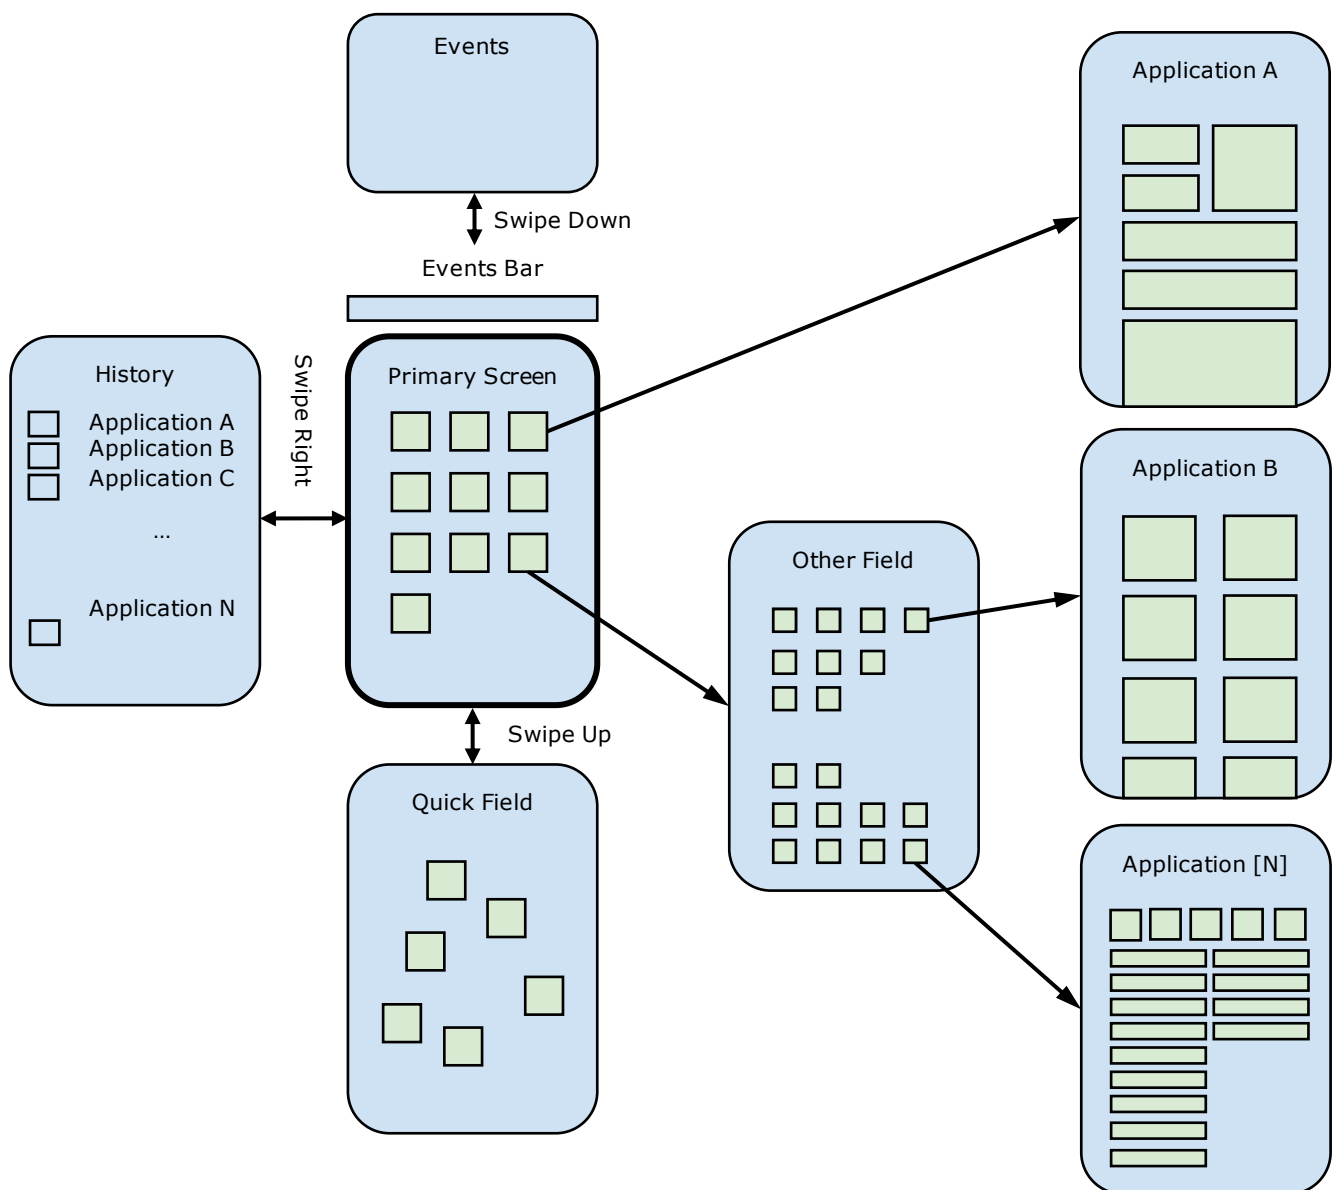 Events
Swipe Down
Events Bar
History
Application A
Application B
Application C
...
Application N
Swipe Right
Primary Screen
Swipe Up
Quick Field
Other Field
Application A
Application B
Application [N]